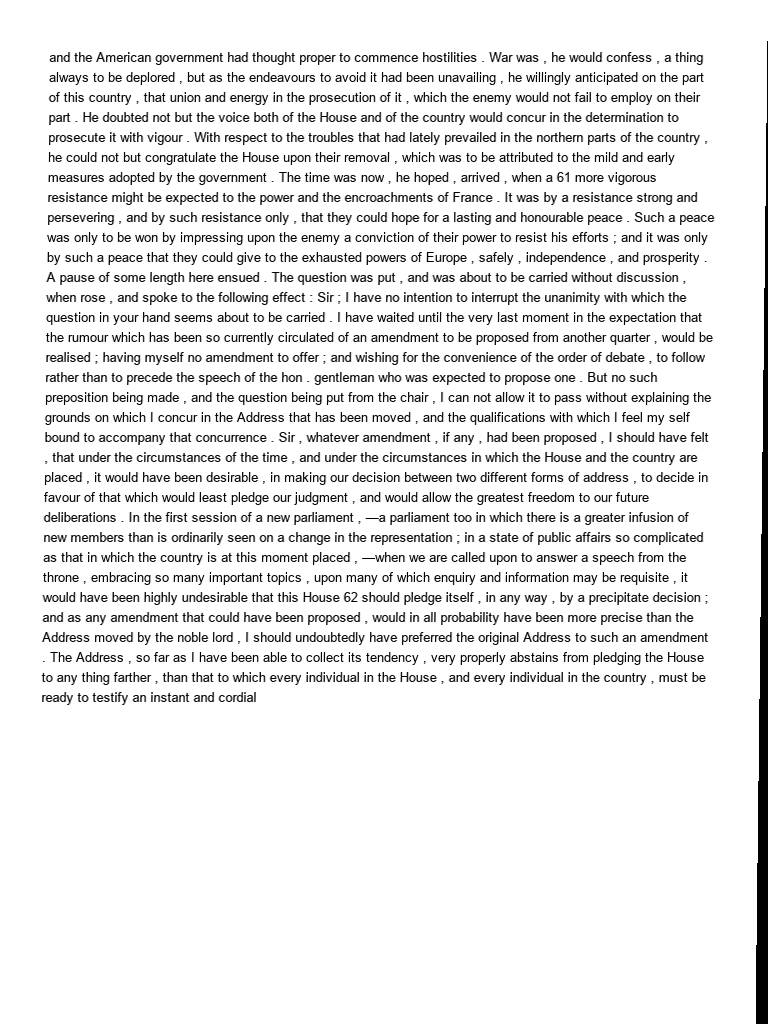 and the American government had thought proper to commence hostilities . War was , he would confess , a thing
always to be deplored , but as the endeavours to avoid it had been unavailing , he willingly anticipated on the part
of this country , that union and energy in the prosecution of it , which the enemy would not fail to employ on their
part . He doubted not but the voice both of the House and of the country would concur in the determination to
prosecute it with vigour . With respect to the troubles that had lately prevailed in the northern parts of the country ,
he could not but congratulate the House upon their removal , which was to be attributed to the mild and early
measures adopted by the government . The time was now , he hoped , arrived , when a 61 more vigorous
resistance might be expected to the power and the encroachments of France . It was by a resistance strong and
persevering , and by such resistance only , that they could hope for a lasting and honourable peace . Such a peace
was only to be won by impressing upon the enemy a conviction of their power to resist his efforts ; and it was only
by such a peace that they could give to the exhausted powers of Europe , safely , independence , and prosperity .
A pause of some length here ensued . The question was put , and was about to be carried without discussion ,
when rose , and spoke to the following effect : Sir ; I have no intention to interrupt the unanimity with which the
question in your hand seems about to be carried . I have waited until the very last moment in the expectation that
the rumour which has been so currently circulated of an amendment to be proposed from another quarter , would be
realised ; having myself no amendment to offer ; and wishing for the convenience of the order of debate , to follow
rather than to precede the speech of the hon . gentleman who was expected to propose one . But no such
preposition being made , and the question being put from the chair , I can not allow it to pass without explaining the
grounds on which I concur in the Address that has been moved , and the qualifications with which I feel my self
bound to accompany that concurrence . Sir , whatever amendment , if any , had been proposed , I should have felt
, that under the circumstances of the time , and under the circumstances in which the House and the country are
placed , it would have been desirable , in making our decision between two different forms of address , to decide in
favour of that which would least pledge our judgment , and would allow the greatest freedom to our future
deliberations . In the first session of a new parliament , —a parliament too in which there is a greater infusion of
new members than is ordinarily seen on a change in the representation ; in a state of public affairs so complicated
as that in which the country is at this moment placed , —when we are called upon to answer a speech from the
throne , embracing so many important topics , upon many of which enquiry and information may be requisite , it
would have been highly undesirable that this House 62 should pledge itself , in any way , by a precipitate decision ;
and as any amendment that could have been proposed , would in all probability have been more precise than the
Address moved by the noble lord , I should undoubtedly have preferred the original Address to such an amendment
. The Address , so far as I have been able to collect its tendency , very properly abstains from pledging the House
to any thing farther , than that to which every individual in the House , and every individual in the country , must be
ready to testify an instant and cordial